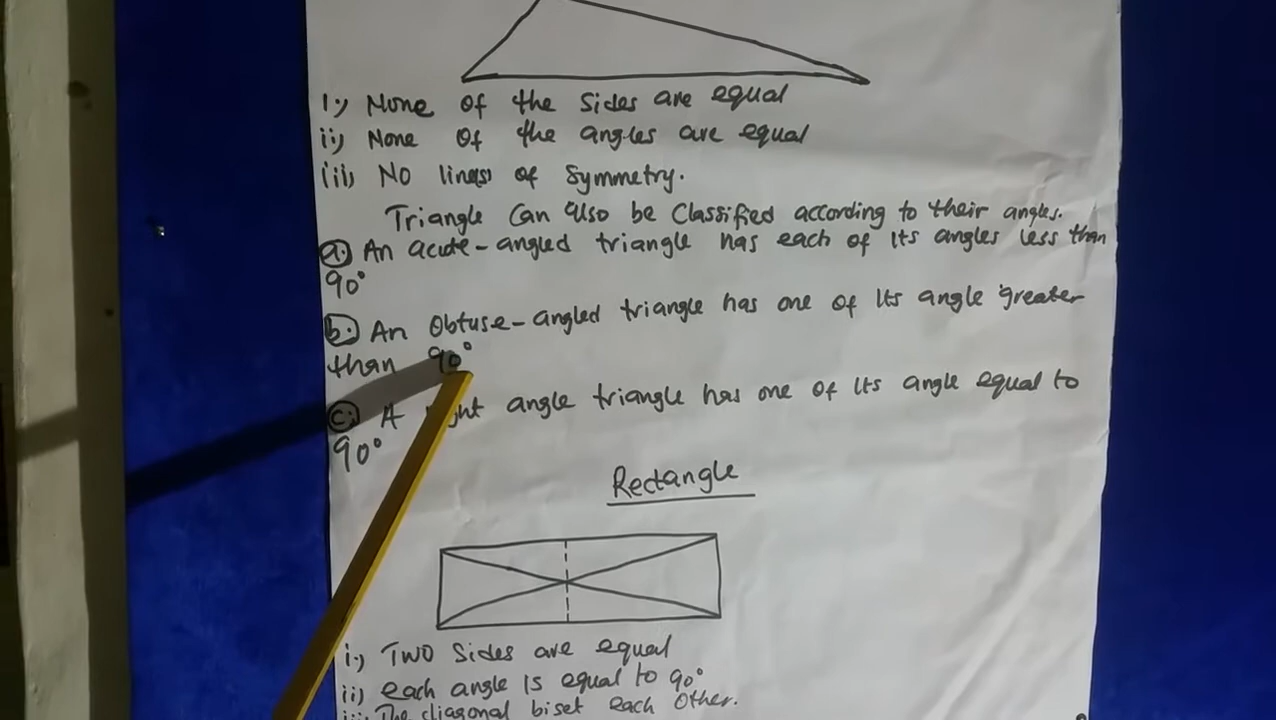 i.) None of the sides are equal
ii) None of the angles are equal
iii) No lines of Symmetry.
Triangle Can also be Classified according to their angles.
a. An acute-angled triangle has each of its angles less than
90°
b. An Obtuse-angled triangle has one of its angle greater
than 90°
c. A angle triangle has one of its angle equal to
90°
Rectangle
i.) Two sides are equal
ii) each angle is equal to 90°
iii) The diagonal biset each other.